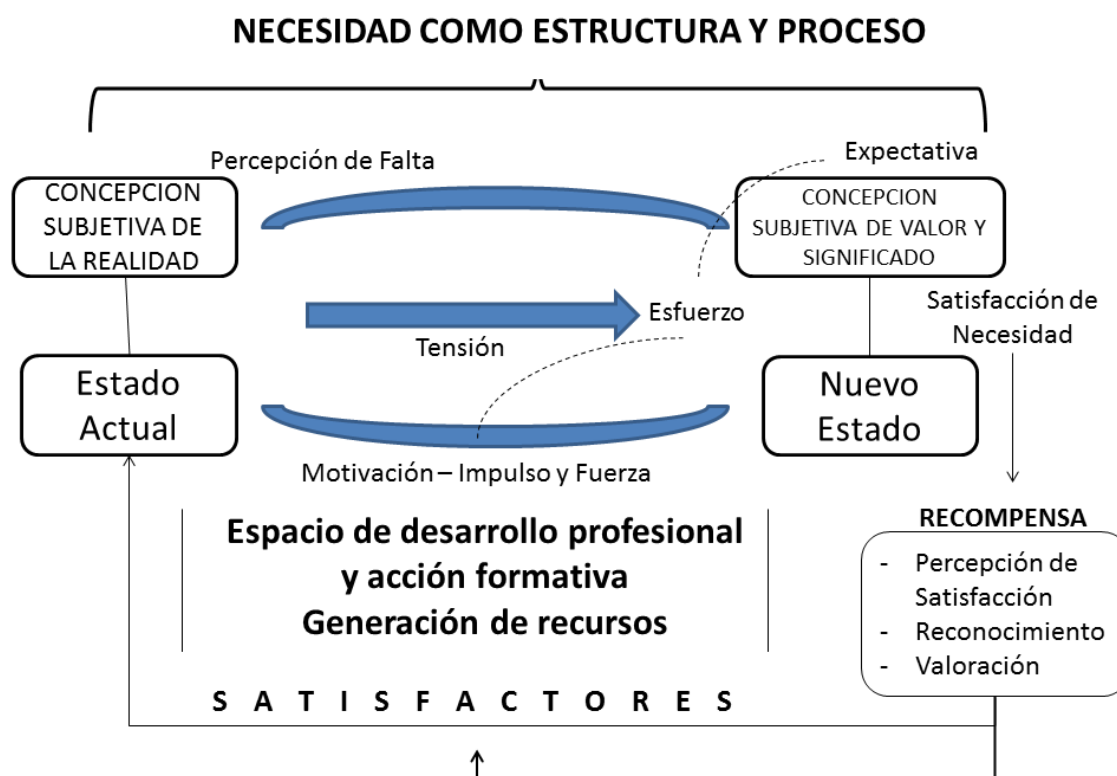 NECESIDAD COMO ESTRUCTURA Y PROCESO
Percepción de Falta
Expectativa
CONCEPCION
SUBJETIVA DE
LA REALIDAD
CONCEPCION
SUBJETIVA DE VALOR Y
SIGNIFICADO
Esfuerzo
Tensión
Satisfacción de
Necesidad
Estado
Actual
Nuevo
Estado
Motivación – Impulso y Fuerza
Espacio de desarrollo profesional
y acción formativa
Generación de recursos
RECOMPENSA
- Percepción de
Satisfacción
- Reconocimiento
- Valoración
S A T I S F A C T O R E S